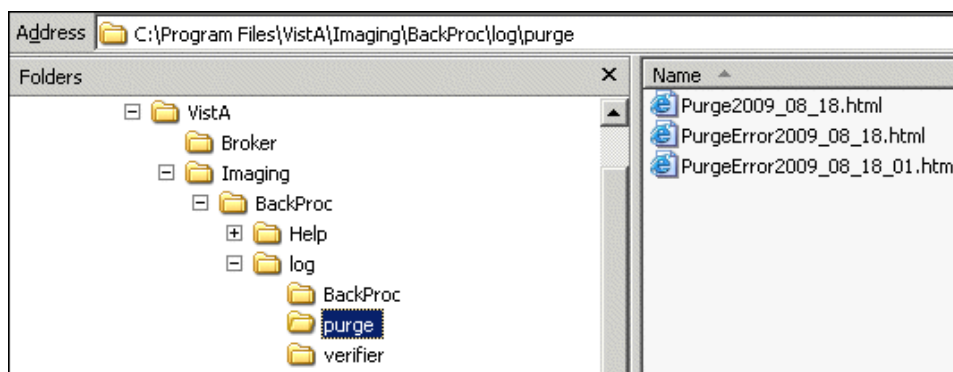 Address C:\Program Files\VistA\Imaging\BackProc\log\purge
Folders
VistA
Broker
Imaging
BackProc
Help
log
BackProc
purge
verifier
Name
Purge2009_08_18.html
PurgeError2009_08_18.html
PurgeError2009_08_18_01.htm